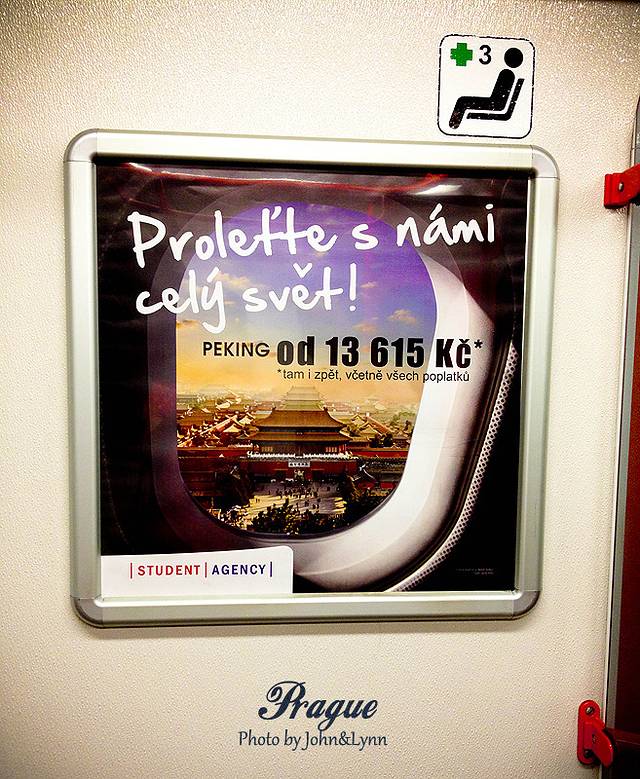 3
Proleťte s námi
celý svět!
PEKING od 13 615 Kč*
*tam i zpět, včetně všech poplatků
|STUDENT|AGENCY|
Prague
Photo by John&Lynn